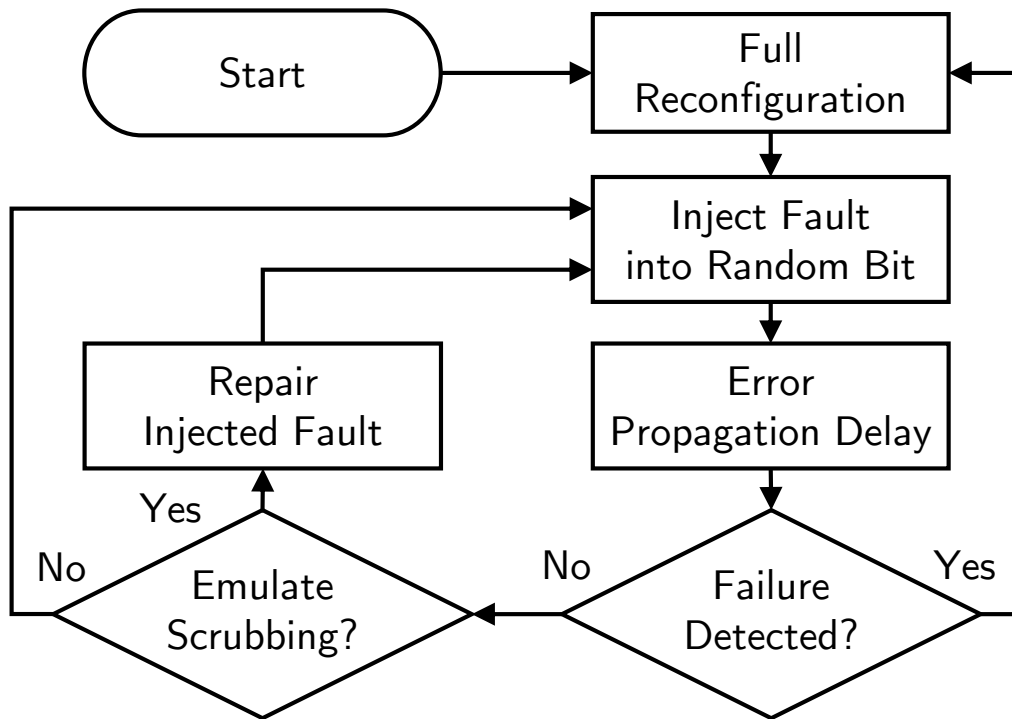 Start
Full
Reconfiguration
Inject Fault
into Random Bit
Repair
Injected Fault
Error
Propagation Delay
Yes
No
Emulate
Scrubbing?
No
Failure
Detected?
Yes